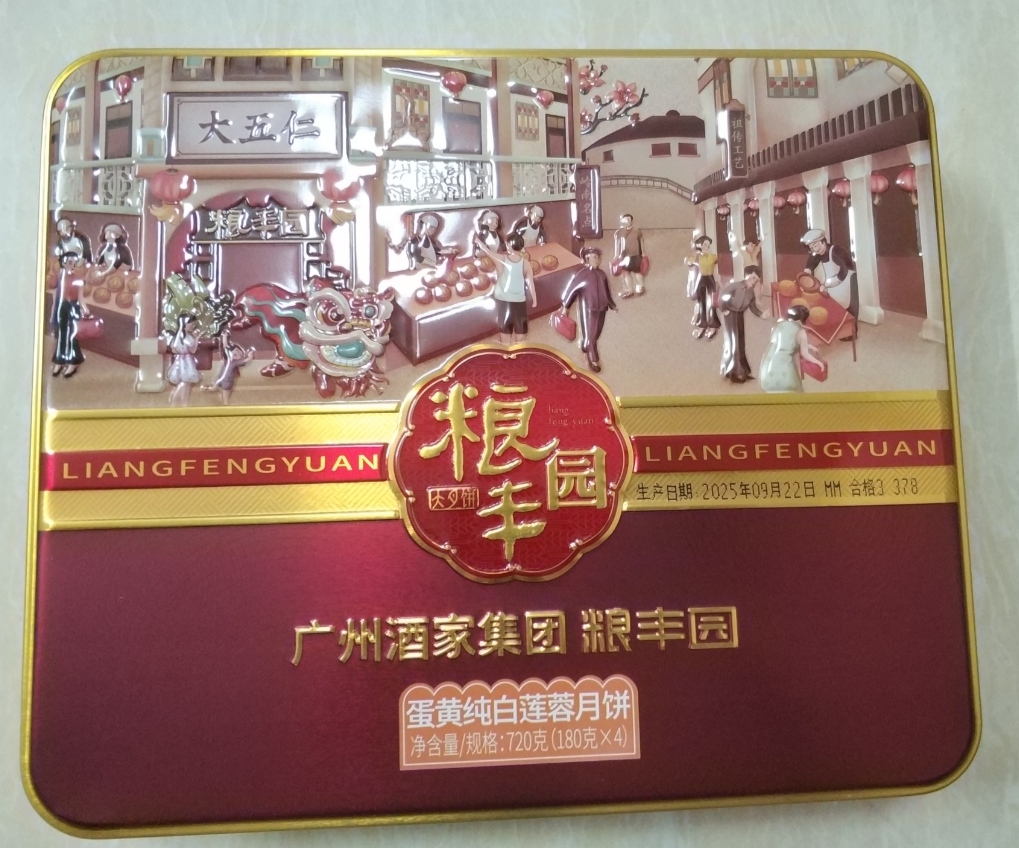 大五仁
祖传工艺
粮丰园
LIANGFENGYUAN
粮丰园
liang
feng yuan
大月饼
LIANGFENGYUAN
生产日期:2025年09月22日 MM 合格3 378
广州酒家集团 粮丰园
蛋黄纯白莲蓉月饼
净含量/规格:720克(180克×4)